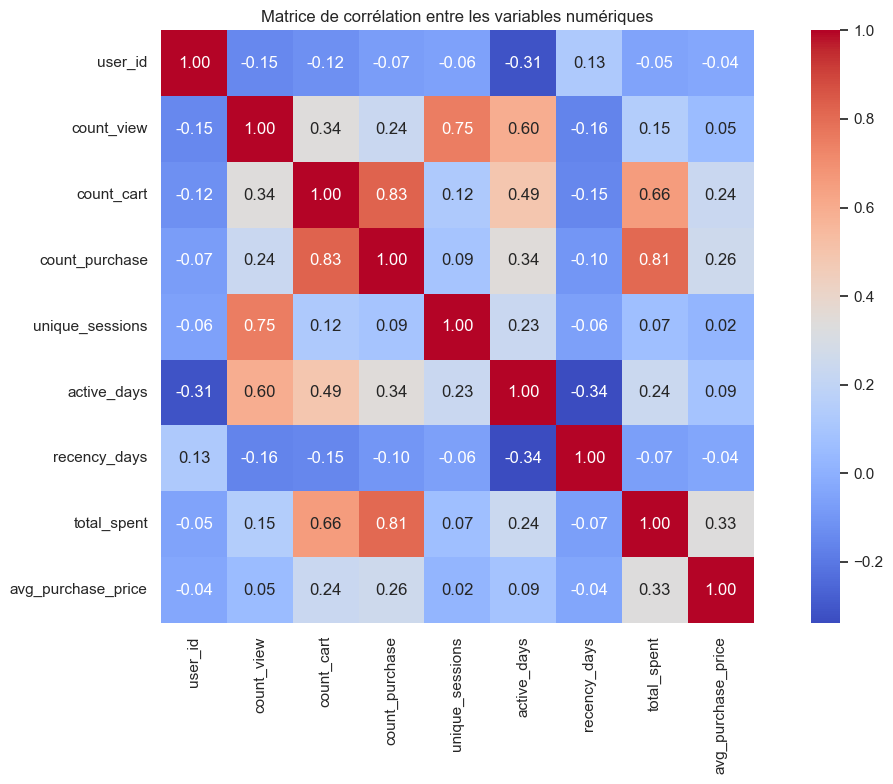 Matrice de corrélation entre les variables numériques
user_id 1.00 -0.15 -0.12 -0.07 -0.06 -0.31 0.13 -0.05 -0.04
count_view -0.15 1.00 0.34 0.24 0.75 0.60 -0.16 0.15 0.05
count_cart -0.12 0.34 1.00 0.83 0.12 0.49 -0.15 0.66 0.24
count_purchase -0.07 0.24 0.83 1.00 0.09 0.34 -0.10 0.81 0.26
unique_sessions -0.06 0.75 0.12 0.09 1.00 0.23 -0.06 0.07 0.02
active_days -0.31 0.60 0.49 0.34 0.23 1.00 -0.34 0.24 0.09
recency_days 0.13 -0.16 -0.15 -0.10 -0.06 -0.34 1.00 -0.07 -0.04
total_spent -0.05 0.15 0.66 0.81 0.07 0.24 -0.07 1.00 0.33
avg_purchase_price -0.04 0.05 0.24 0.26 0.02 0.09 -0.04 0.33 1.00
user_id
count_view
count_cart
count_purchase
unique_sessions
active_days
recency_days
total_spent
avg_purchase_price
1.0
0.8
0.6
0.4
0.2
0.0
-0.2